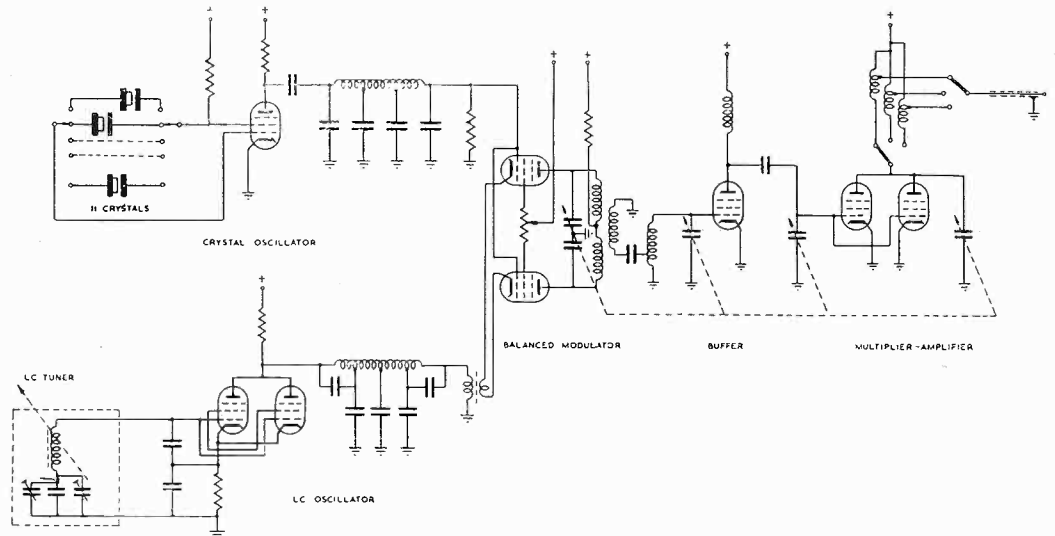 11 CRYSTALS
CRYSTAL OSCILLATOR
BALANCED MODULATOR
BUFFER
MULTIPLIER-AMPLIFIER
LC TUNER
LC OSCILLATOR